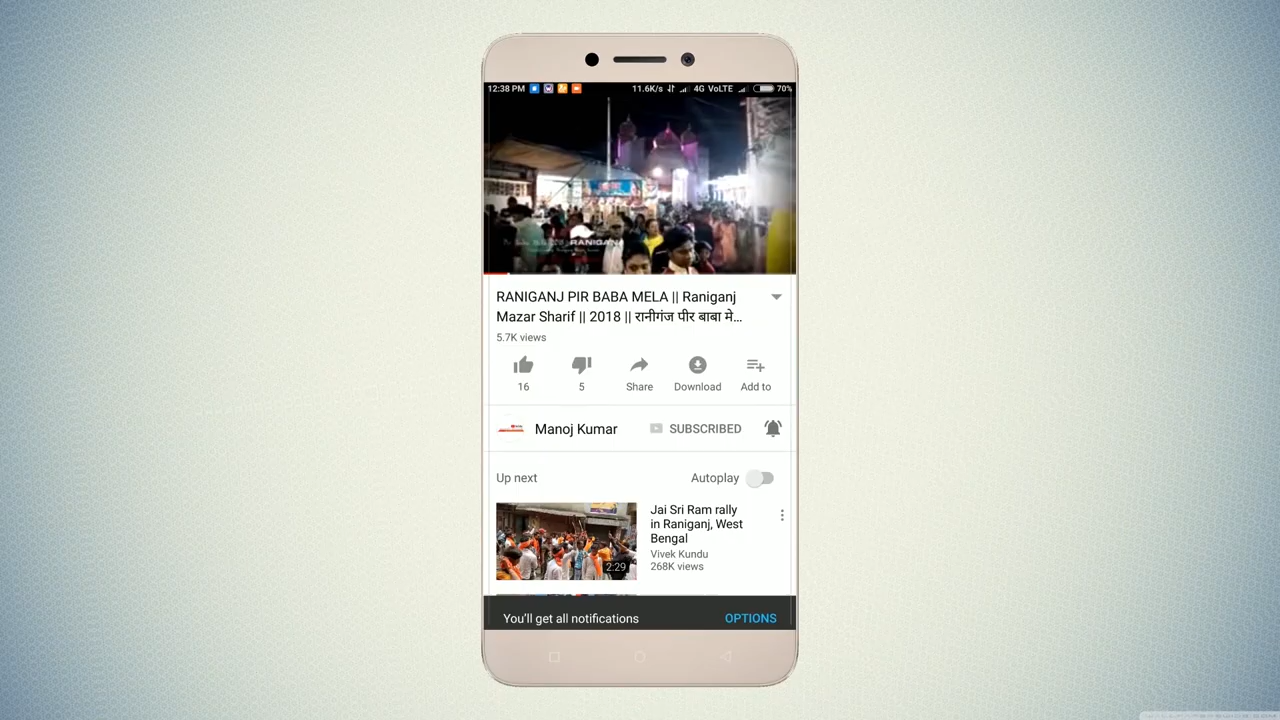 12:38 PM 11.6K/s 4G VoLTE 70%
RANIGANJ
RANIGANJ PIR BABA MELA || Raniganj
Mazar Sharif || 2018 || रानीगंज पीर बाबा मे...
5.7K views
16 5 Share Download Add to
Manoj Kumar SUBSCRIBED
Up next Autoplay
Jai Sri Ram rally
in Raniganj, West
Bengal
Vivek Kundu
268K views
2:29
You'll get all notifications OPTIONS